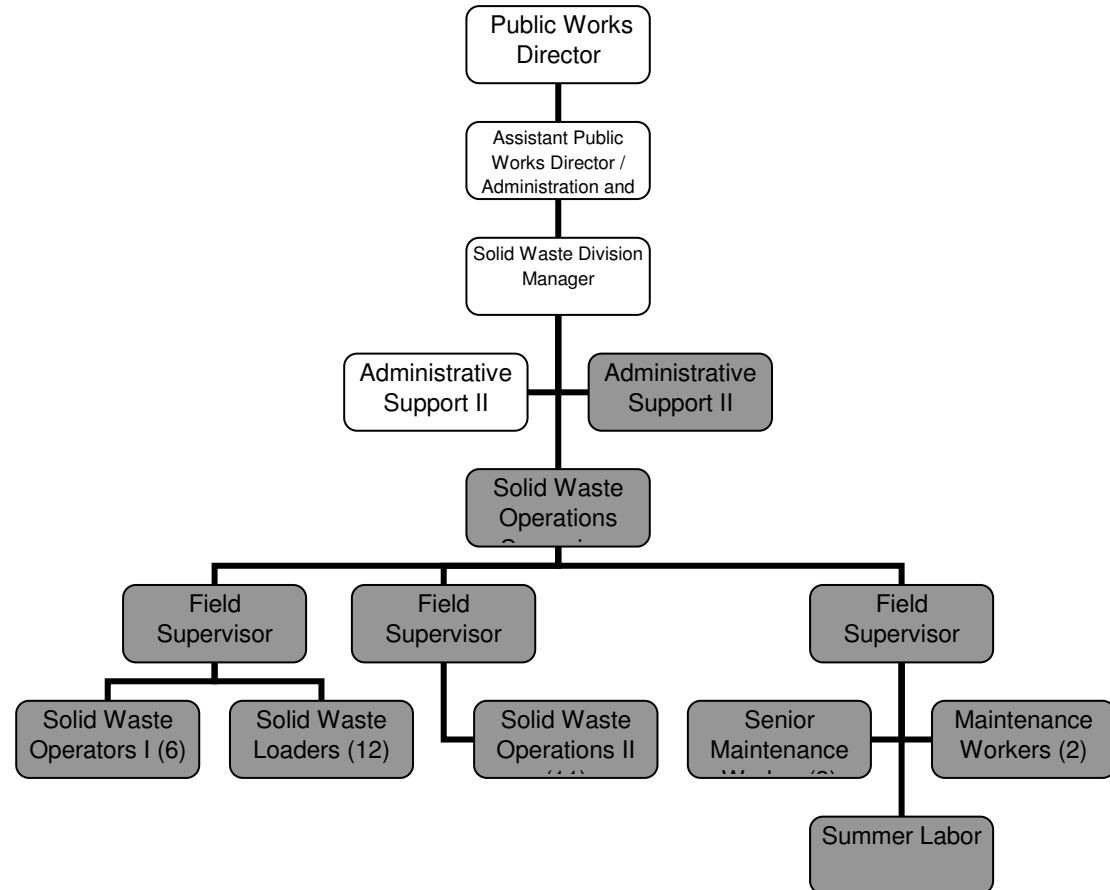 Public Works
Director
Assistant Public
Works Director /
Administration and
Solid Waste Division
Manager
Administrative
Support II
Administrative
Support II
Solid Waste
Operations
Field
Supervisor
Field
Supervisor
Field
Supervisor
Solid Waste
Operators I (6)
Solid Waste
Loaders (12)
Solid Waste
Operations II
Senior
Maintenance
Maintenance
Workers (2)
Summer Labor